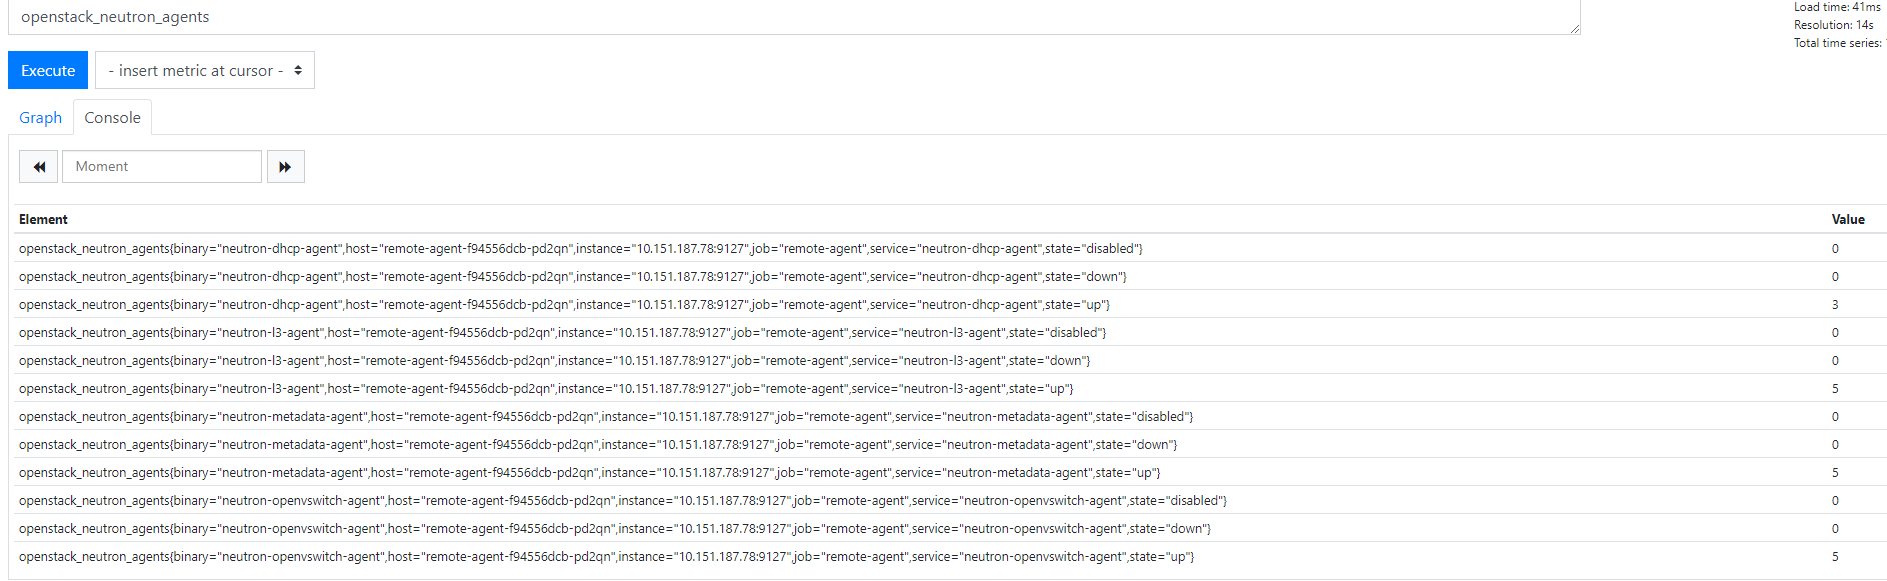 openstack_neutron_agents
Load time: 41ms
Resolution: 14s
Total time series:
Execute
- insert metric at cursor -
Graph
Console
Moment
Element Value
openstack_neutron_agents{binary="neutron-dhcp-agent",host="remote-agent-f94556dcb-pd2qn",instance="10.151.187.78:9127",job="remote-agent",service="neutron-dhcp-agent",state="disabled"} 0
openstack_neutron_agents{binary="neutron-dhcp-agent",host="remote-agent-f94556dcb-pd2qn",instance="10.151.187.78:9127",job="remote-agent",service="neutron-dhcp-agent",state="down"} 0
openstack_neutron_agents{binary="neutron-dhcp-agent",host="remote-agent-f94556dcb-pd2qn",instance="10.151.187.78:9127",job="remote-agent",service="neutron-dhcp-agent",state="up"} 3
openstack_neutron_agents{binary="neutron-l3-agent",host="remote-agent-f94556dcb-pd2qn",instance="10.151.187.78:9127",job="remote-agent",service="neutron-l3-agent",state="disabled"} 0
openstack_neutron_agents{binary="neutron-l3-agent",host="remote-agent-f94556dcb-pd2qn",instance="10.151.187.78:9127",job="remote-agent",service="neutron-l3-agent",state="down"} 0
openstack_neutron_agents{binary="neutron-l3-agent",host="remote-agent-f94556dcb-pd2qn",instance="10.151.187.78:9127",job="remote-agent",service="neutron-l3-agent",state="up"} 5
openstack_neutron_agents{binary="neutron-metadata-agent",host="remote-agent-f94556dcb-pd2qn",instance="10.151.187.78:9127",job="remote-agent",service="neutron-metadata-agent",state="disabled"} 0
openstack_neutron_agents{binary="neutron-metadata-agent",host="remote-agent-f94556dcb-pd2qn",instance="10.151.187.78:9127",job="remote-agent",service="neutron-metadata-agent",state="down"} 0
openstack_neutron_agents{binary="neutron-metadata-agent",host="remote-agent-f94556dcb-pd2qn",instance="10.151.187.78:9127",job="remote-agent",service="neutron-metadata-agent",state="up"} 5
openstack_neutron_agents{binary="neutron-openvswitch-agent",host="remote-agent-f94556dcb-pd2qn",instance="10.151.187.78:9127",job="remote-agent",service="neutron-openvswitch-agent",state="disabled"} 0
openstack_neutron_agents{binary="neutron-openvswitch-agent",host="remote-agent-f94556dcb-pd2qn",instance="10.151.187.78:9127",job="remote-agent",service="neutron-openvswitch-agent",state="down"} 0
openstack_neutron_agents{binary="neutron-openvswitch-agent",host="remote-agent-f94556dcb-pd2qn",instance="10.151.187.78:9127",job="remote-agent",service="neutron-openvswitch-agent",state="up"} 5